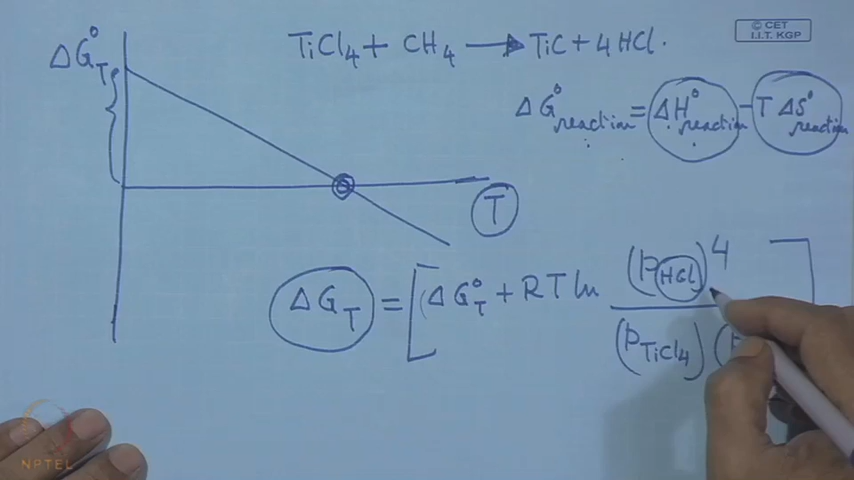 TiCl4 + CH4 → TiC + 4HCl.
© CET
I.I.T. KGP
ΔG°T
ΔG°reaction = ΔH°reaction - T ΔS°reaction
T
ΔGT = [ ΔG°T + RT ln (pHCl)^4 ]
(pTiCl4) (p
NPTEL